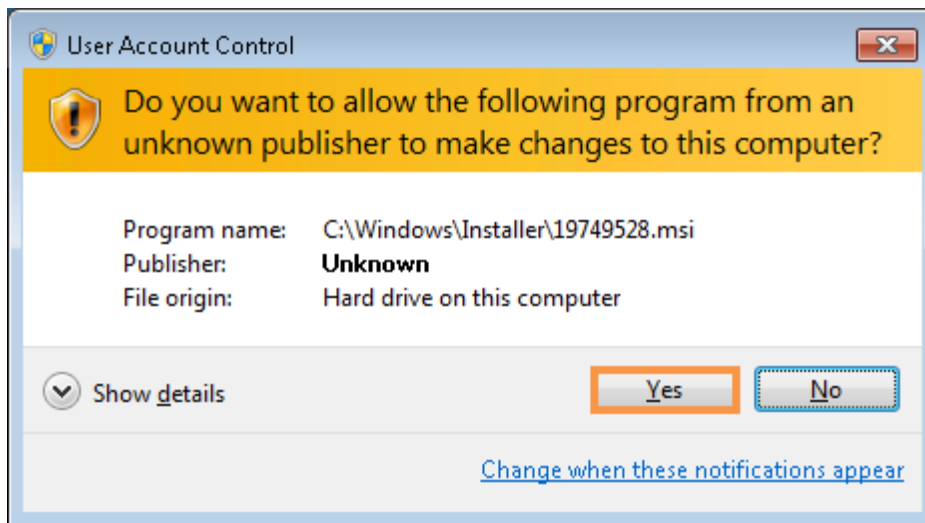 User Account Control
Do you want to allow the following program from an
unknown publisher to make changes to this computer?
Program name: C:\Windows\Installer\19749528.msi
Publisher: Unknown
File origin: Hard drive on this computer
Show details Yes No
Change when these notifications appear